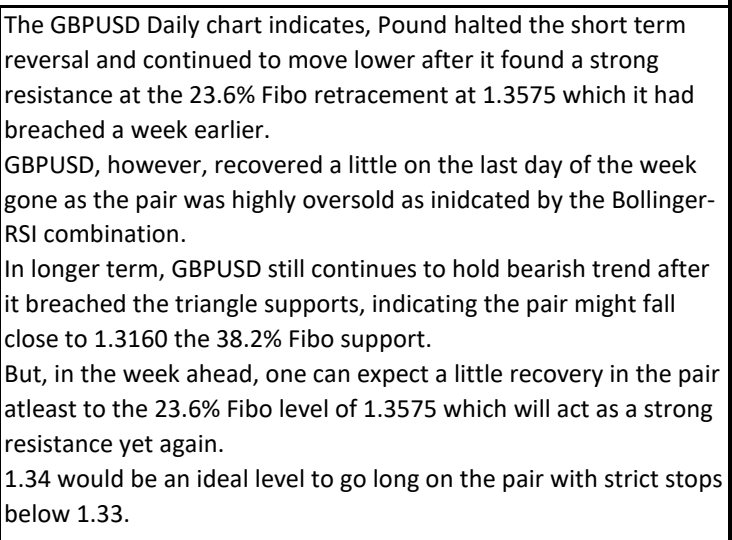 The GBPUSD Daily chart indicates, Pound halted the short term
reversal and continued to move lower after it found a strong
resistance at the 23.6% Fibo retracement at 1.3575 which it had
breached a week earlier.
GBPUSD, however, recovered a little on the last day of the week
gone as the pair was highly oversold as inidcated by the Bollinger-
RSI combination.
In longer term, GBPUSD still continues to hold bearish trend after
it breached the triangle supports, indicating the pair might fall
close to 1.3160 the 38.2% Fibo support.
But, in the week ahead, one can expect a little recovery in the pair
atleast to the 23.6% Fibo level of 1.3575 which will act as a strong
resistance yet again.
1.34 would be an ideal level to go long on the pair with strict stops
below 1.33.